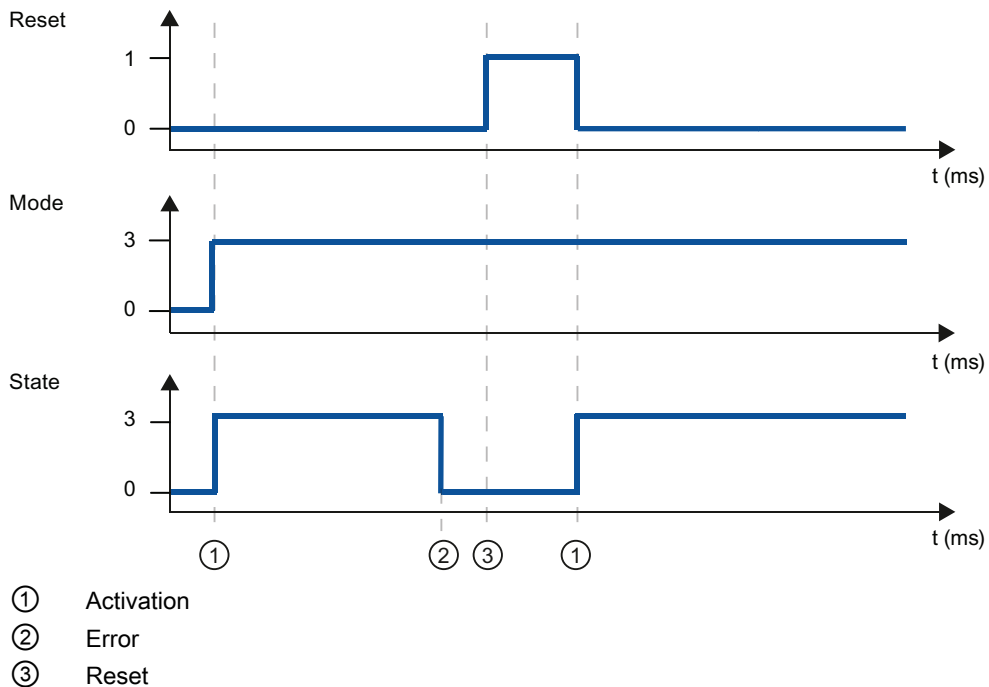 Reset
1
0
t (ms)
Mode
3
0
t (ms)
State
3
0
t (ms)
① ② ③ ①
① Activation
② Error
③ Reset